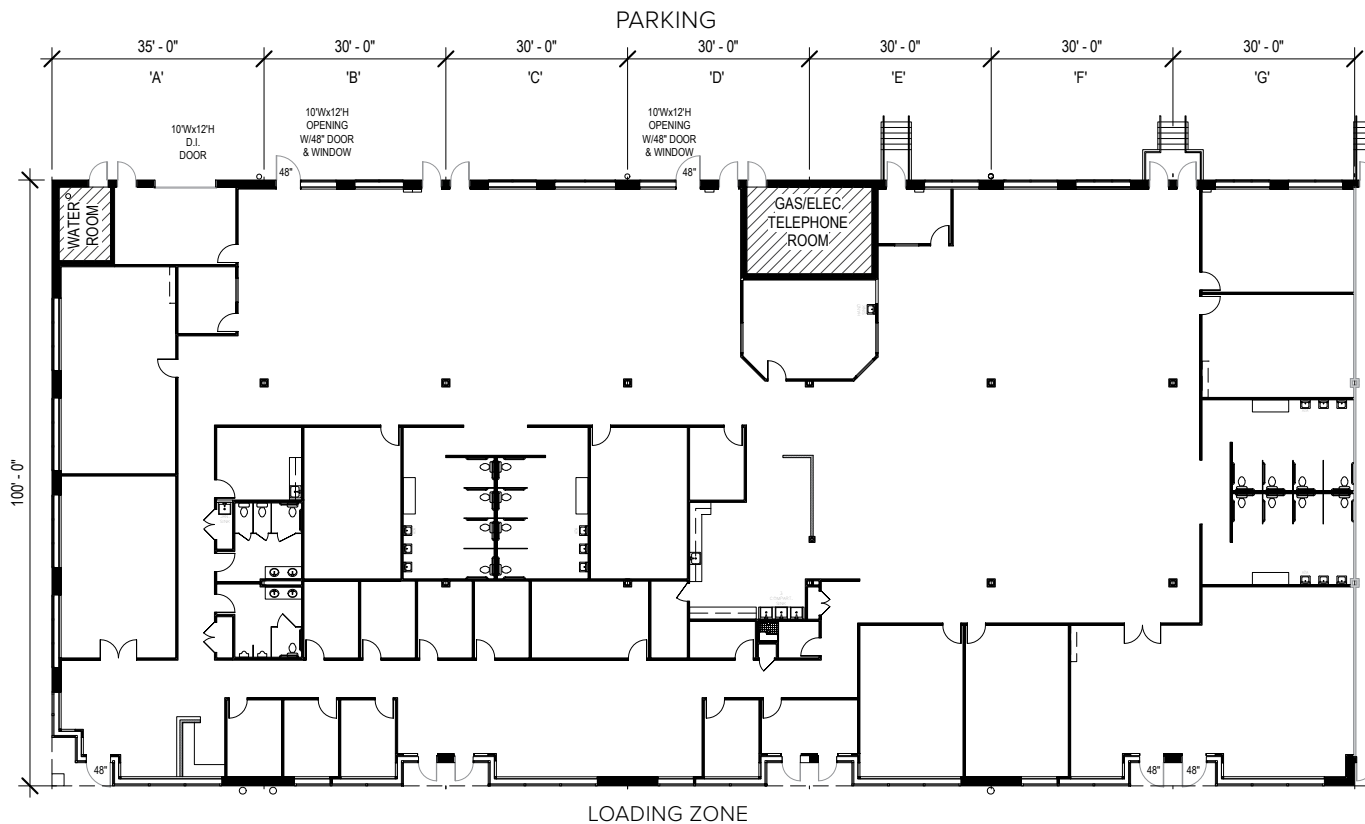 PARKING
35' - 0"
30' - 0"
30' - 0"
30' - 0"
30' - 0"
30' - 0"
30' - 0"
'A'
'B'
'C'
'D'
'E'
'F'
'G'
10'Wx12'H
D.I.
DOOR
10'Wx12'H
OPENING
W/48" DOOR
& WINDOW
10'Wx12'H
OPENING
W/48" DOOR
& WINDOW
48"
48"
WATER
ROOM
GAS/ELEC
TELEPHONE
ROOM
100' - 0"
48"
48"
48"
LOADING ZONE